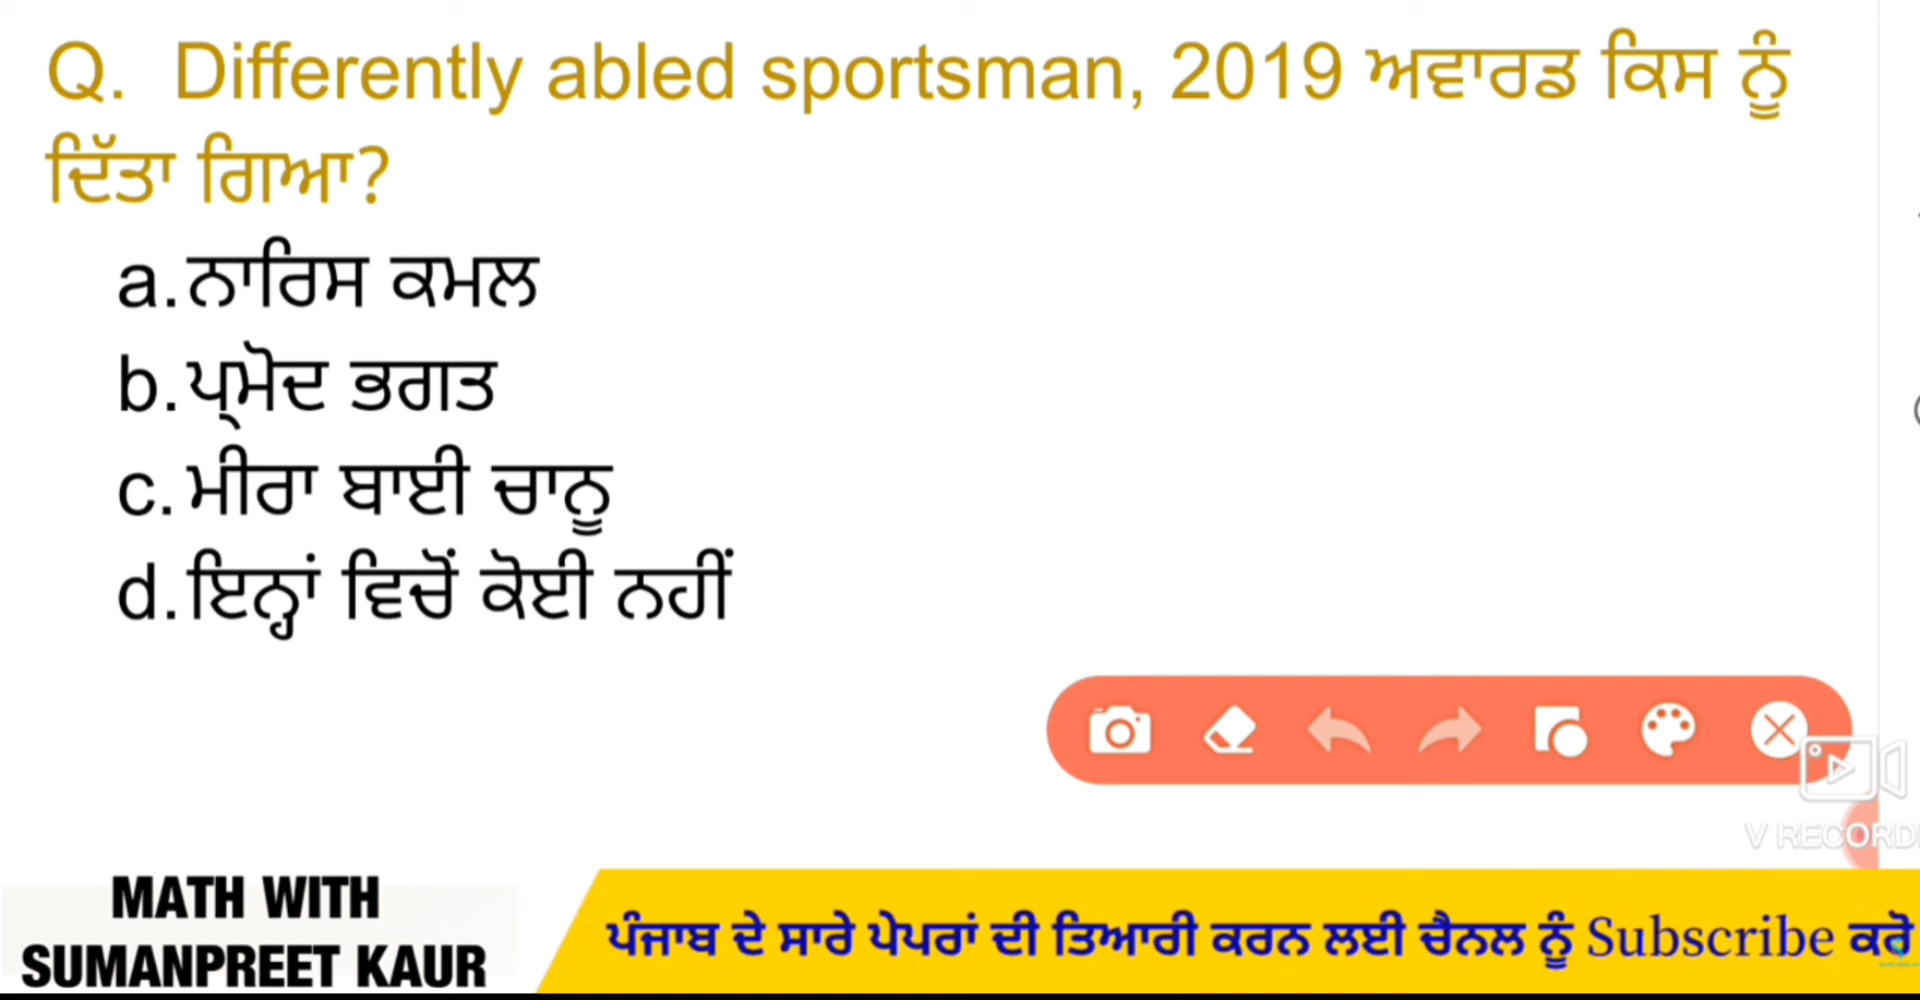 Q. Differently abled sportsman, 2019 ਅਵਾਰਡ ਕਿਸ ਨੂੰ
ਦਿੱਤਾ ਗਿਆ?
a. ਨਾਰਿਸ ਕਮਲ
b. ਪ੍ਰਮੋਦ ਭਗਤ
c. ਮੀਰਾ ਬਾਈ ਚਾਨੂ
d. ਇਨ੍ਹਾਂ ਵਿਚੋਂ ਕੋਈ ਨਹੀਂ
V RECORD
MATH WITH
SUMANPREET KAUR
ਪੰਜਾਬ ਦੇ ਸਾਰੇ ਪੇਪਰਾਂ ਦੀ ਤਿਆਰੀ ਕਰਨ ਲਈ ਚੈਨਲ ਨੂੰ Subscribe ਕਰੋ